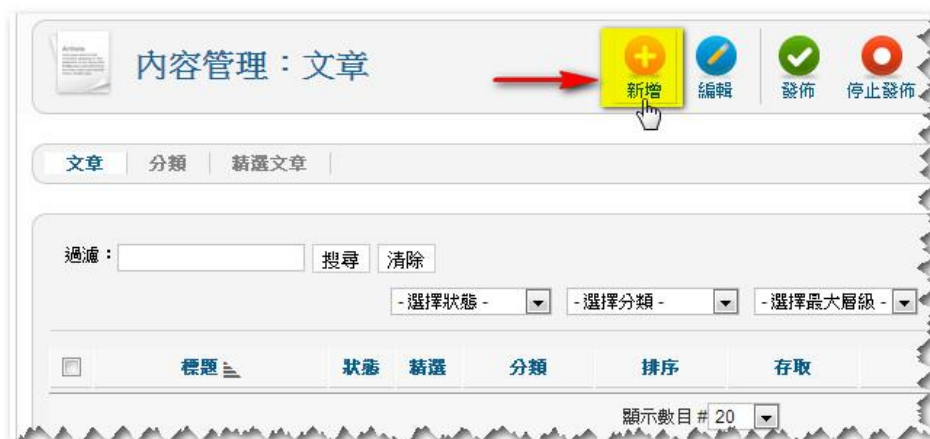 內容管理：文章
新增
編輯
發佈
停止發佈
文章
分類
精選文章
過濾：
搜尋
清除
- 選擇狀態 -
- 選擇分類 -
- 選擇最大層級 -
標題
狀態
精選
分類
排序
存取
顯示數目 # 20